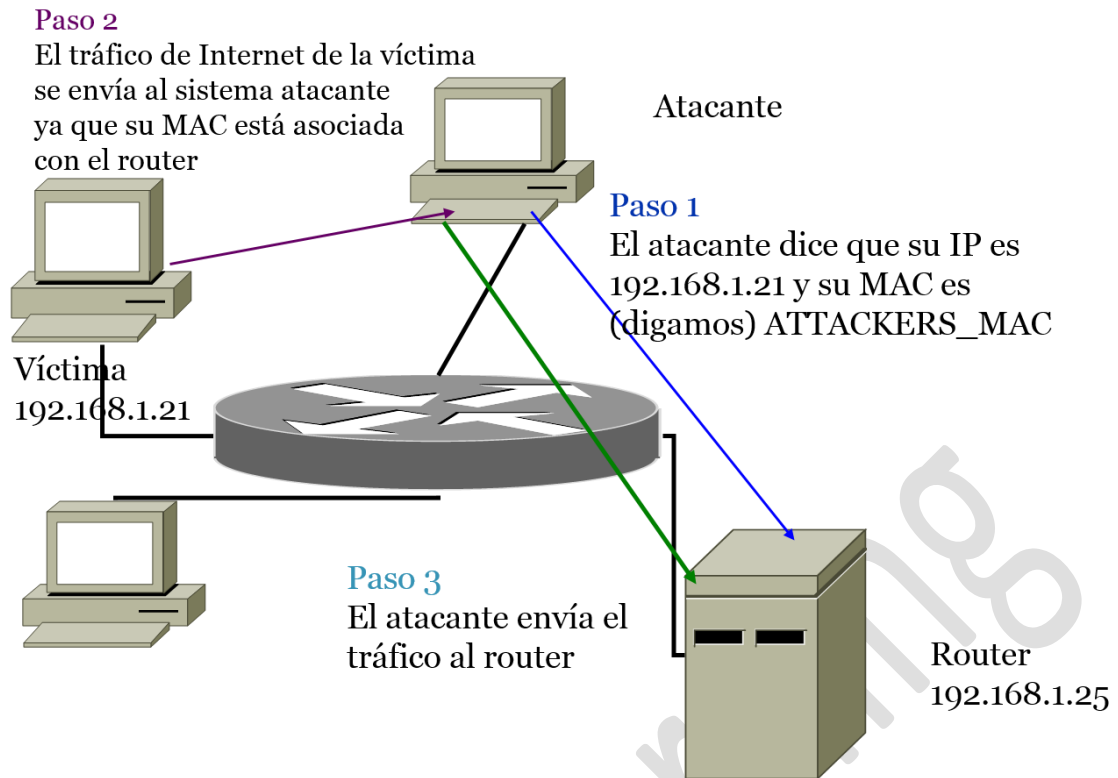 Paso 2
El tráfico de Internet de la víctima
se envía al sistema atacante
ya que su MAC está asociada
con el router
Atacante
Paso 1
El atacante dice que su IP es
192.168.1.21 y su MAC es
(digamos) ATTACKERS_MAC
Víctima
192.168.1.21
Paso 3
El atacante envía el
tráfico al router
Router
192.168.1.25